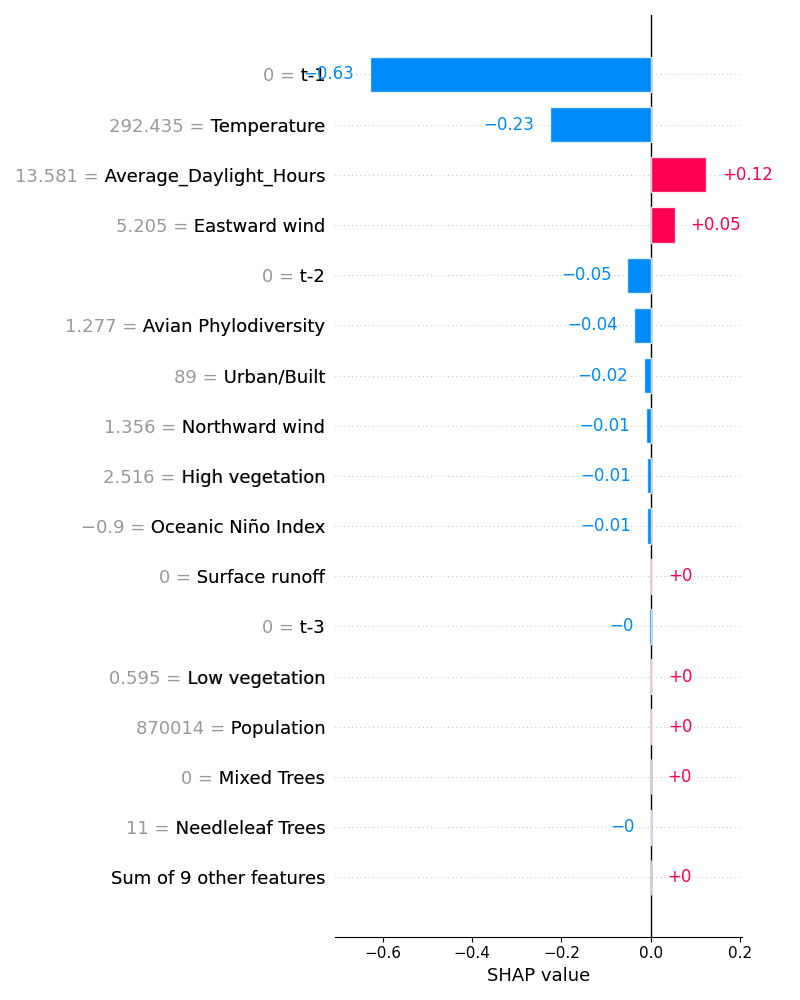 0 = t-1 −0.63
292.435 = Temperature −0.23
13.581 = Average_Daylight_Hours +0.12
5.205 = Eastward wind +0.05
0 = t-2 −0.05
1.277 = Avian Phylodiversity −0.04
89 = Urban/Built −0.02
1.356 = Northward wind −0.01
2.516 = High vegetation −0.01
−0.9 = Oceanic Niño Index −0.01
0 = Surface runoff +0
0 = t-3 −0
0.595 = Low vegetation +0
870014 = Population +0
0 = Mixed Trees +0
11 = Needleleaf Trees −0
Sum of 9 other features +0
−0.6 −0.4 −0.2 0.0 0.2
SHAP value